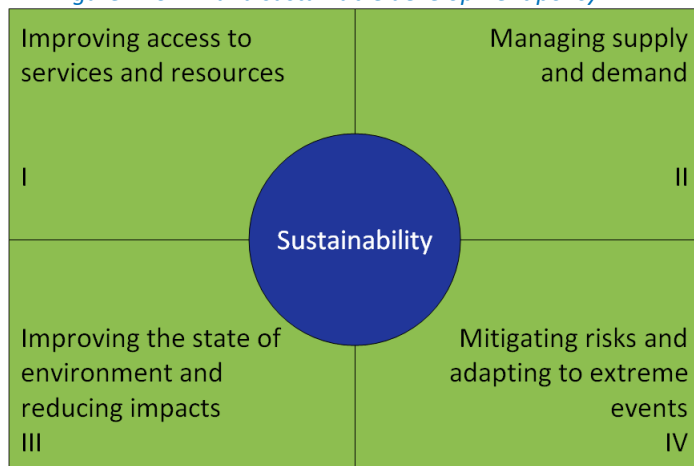 Improving access to
services and resources
I
Managing supply
and demand
II
Sustainability
Improving the state of
environment and
reducing impacts
III
Mitigating risks and
adapting to extreme
events
IV